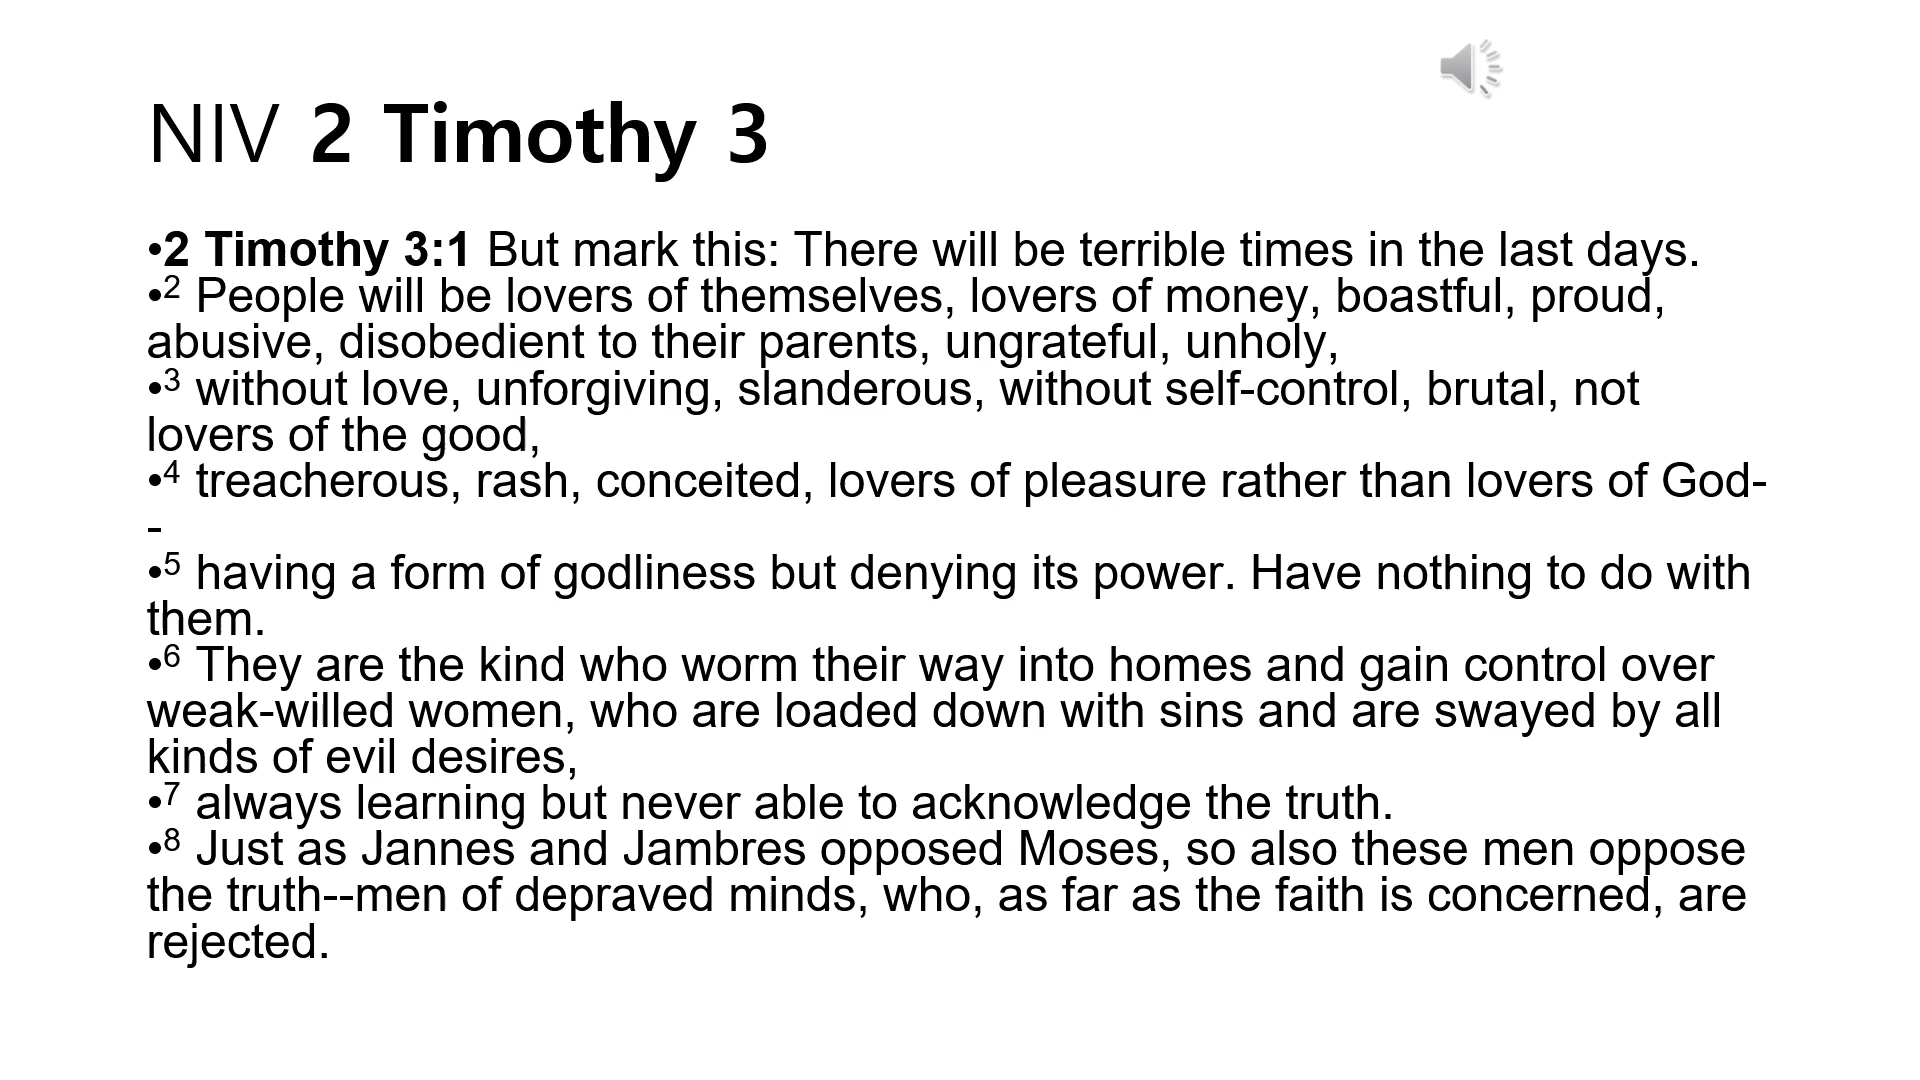 NIV 2 Timothy 3
•2 Timothy 3:1 But mark this: There will be terrible times in the last days.
•2 People will be lovers of themselves, lovers of money, boastful, proud,
abusive, disobedient to their parents, ungrateful, unholy,
•3 without love, unforgiving, slanderous, without self-control, brutal, not
lovers of the good,
•4 treacherous, rash, conceited, lovers of pleasure rather than lovers of God-
-
•5 having a form of godliness but denying its power. Have nothing to do with
them.
•6 They are the kind who worm their way into homes and gain control over
weak-willed women, who are loaded down with sins and are swayed by all
kinds of evil desires,
•7 always learning but never able to acknowledge the truth.
•8 Just as Jannes and Jambres opposed Moses, so also these men oppose
the truth--men of depraved minds, who, as far as the faith is concerned, are
rejected.